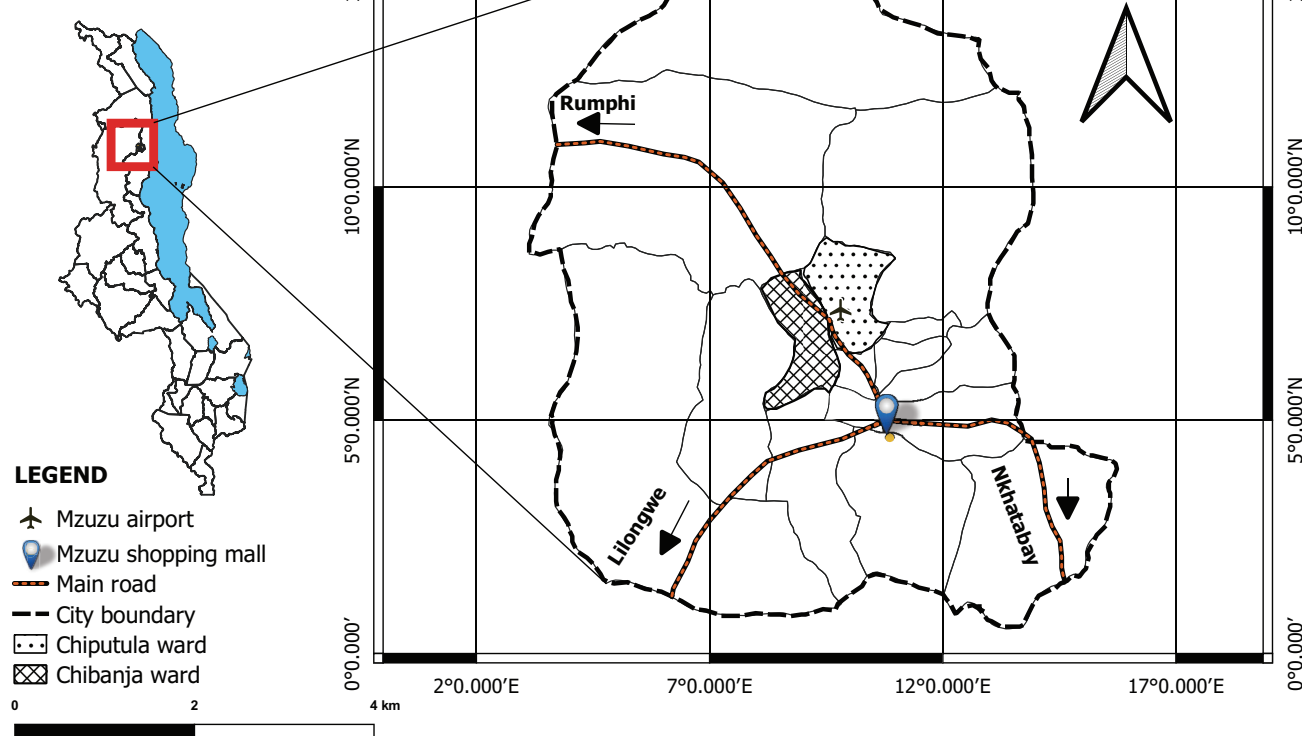 Rumphi
10°0.000'N
10°0.000'N
5°0.000'N
5°0.000'N
Lilongwe
Nkhatabay
LEGEND
Mzuzu airport
Mzuzu shopping mall
Main road
City boundary
Chiputula ward
Chibanja ward
0°0.000'
0°0.000'
2°0.000'E
7°0.000'E
12°0.000'E
17°0.000'E
0
2
4 km